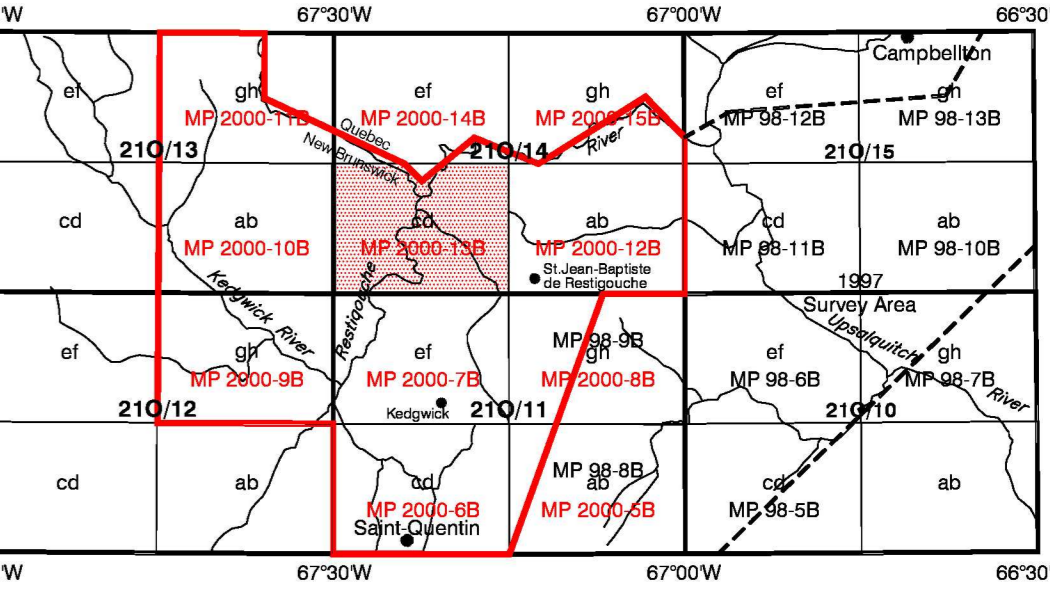 °W 67°30'W 67°00'W 66°30'
Campbellton
ef gh ef gh ef gh
MP 2000-11B MP 2000-14B MP 2000-15B MP 98-12B MP 98-13B
Quebec
New Brunswick
River
21O/13 21O/14 21O/15
cd ab cd ab cd ab
MP 2000-10B MP 2000-13B MP 2000-12B MP 98-11B MP 98-10B
St.Jean-Baptiste
de Restigouche
Kedgwick River
Restigouche
1997
Survey Area
Upsalquitch
River
MP 98-9B
ef gh ef gh ef gh
MP 2000-9B MP 2000-7B MP 2000-8B MP 98-6B MP 98-7B
Kedgwick
21O/12 21O/11 21O/10
MP 98-8B
cd ab cd ab cd ab
MP 2000-6B MP 2000-5B MP 98-5B
Saint-Quentin
°W 67°30'W 67°00'W 66°30'